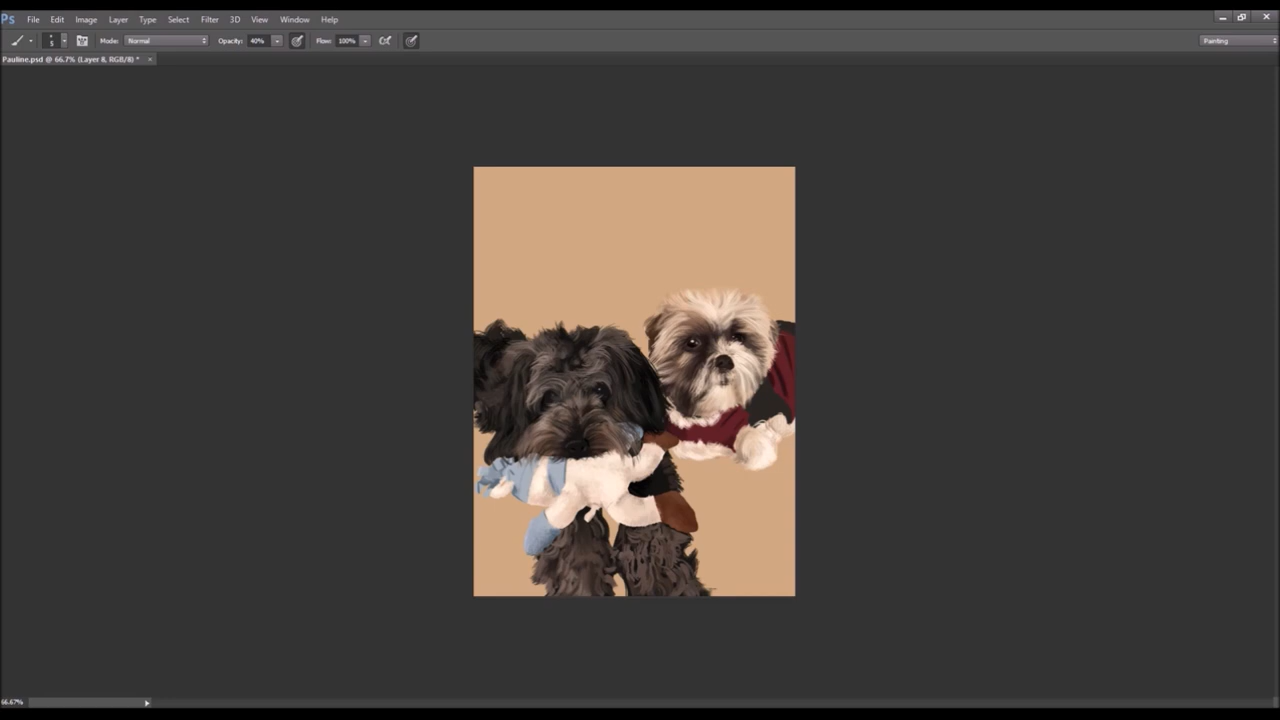 Ps File Edit Image Layer Type Select Filter 3D View Window Help
5 Mode: Normal Opacity: 40% Flow: 100% Painting
Pauline.psd @ 66.7% (Layer 8, RGB/8) * ×
66.67%